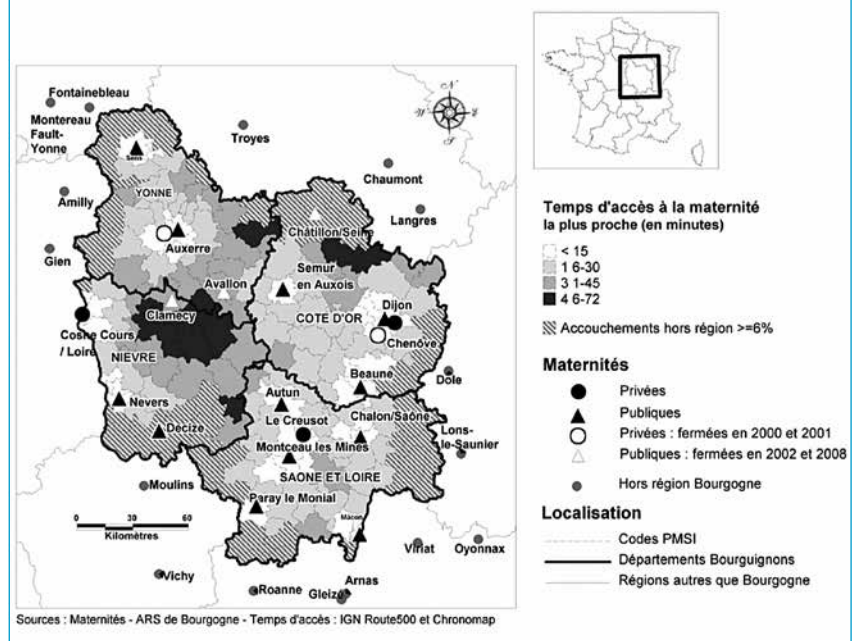 Fontainebleau
Montereau
Fault-
Yonne
Troyes
Chaumont
Langres
Amilly
Gien
Sens
YONNE
Auxerre
Châtillon/Seine
Semur
en Auxois
Avallon
Clamecy
COTE D'OR
Dijon
Chenôve
Cosne Cours
/ Loire
NIEVRE
Beaune
Dole
Nevers
Autun
Le Creusot
Chalon/Saône
Decize
Montceau les Mines
Lons-
le-Saunier
SAONE ET LOIRE
Moulins
Paray le Monial
Mâcon
Viriat
Oyonnax
Vichy
Roanne
Arnas
Gleizé
N
0 30 60
Kilomètres
Temps d'accès à la maternité
la plus proche (en minutes)
< 15
1 6-30
3 1-45
4 6-72
Accouchements hors région >=6%
Maternités
Privées
Publiques
Privées : fermées en 2000 et 2001
Publiques : fermées en 2002 et 2008
Hors région Bourgogne
Localisation
Codes PMSI
Départements Bourguignons
Régions autres que Bourgogne
Sources : Maternités - ARS de Bourgogne - Temps d'accès : IGN Route500 et Chronomap